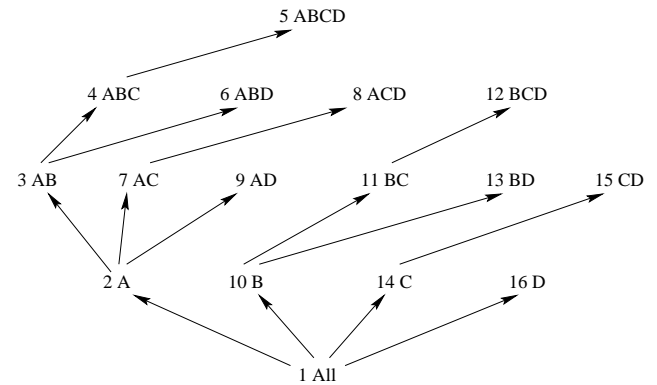 5 ABCD
4 ABC 6 ABD 8 ACD 12 BCD
3 AB 7 AC 9 AD 11 BC 13 BD 15 CD
2 A 10 B 14 C 16 D
1 All